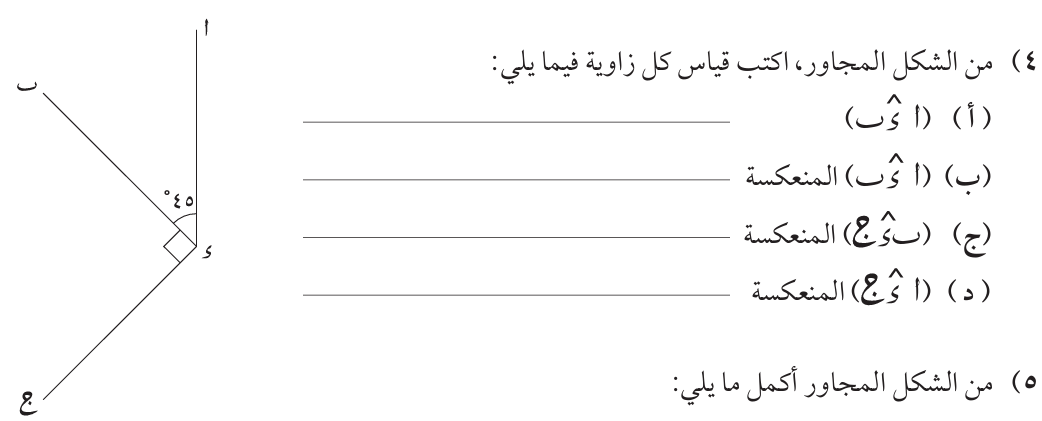 ٤) من الشكل المجاور، اكتب قياس كل زاوية فيما يلي:
(أ) (ا ء̂ ب)
(ب) (ا ء̂ ب) المنعكسة
(ج) (ب ء̂ ج) المنعكسة
(د) (ا ء̂ ج) المنعكسة
٥) من الشكل المجاور أكمل ما يلي:
ا
ب
٤٥°
ء
ج